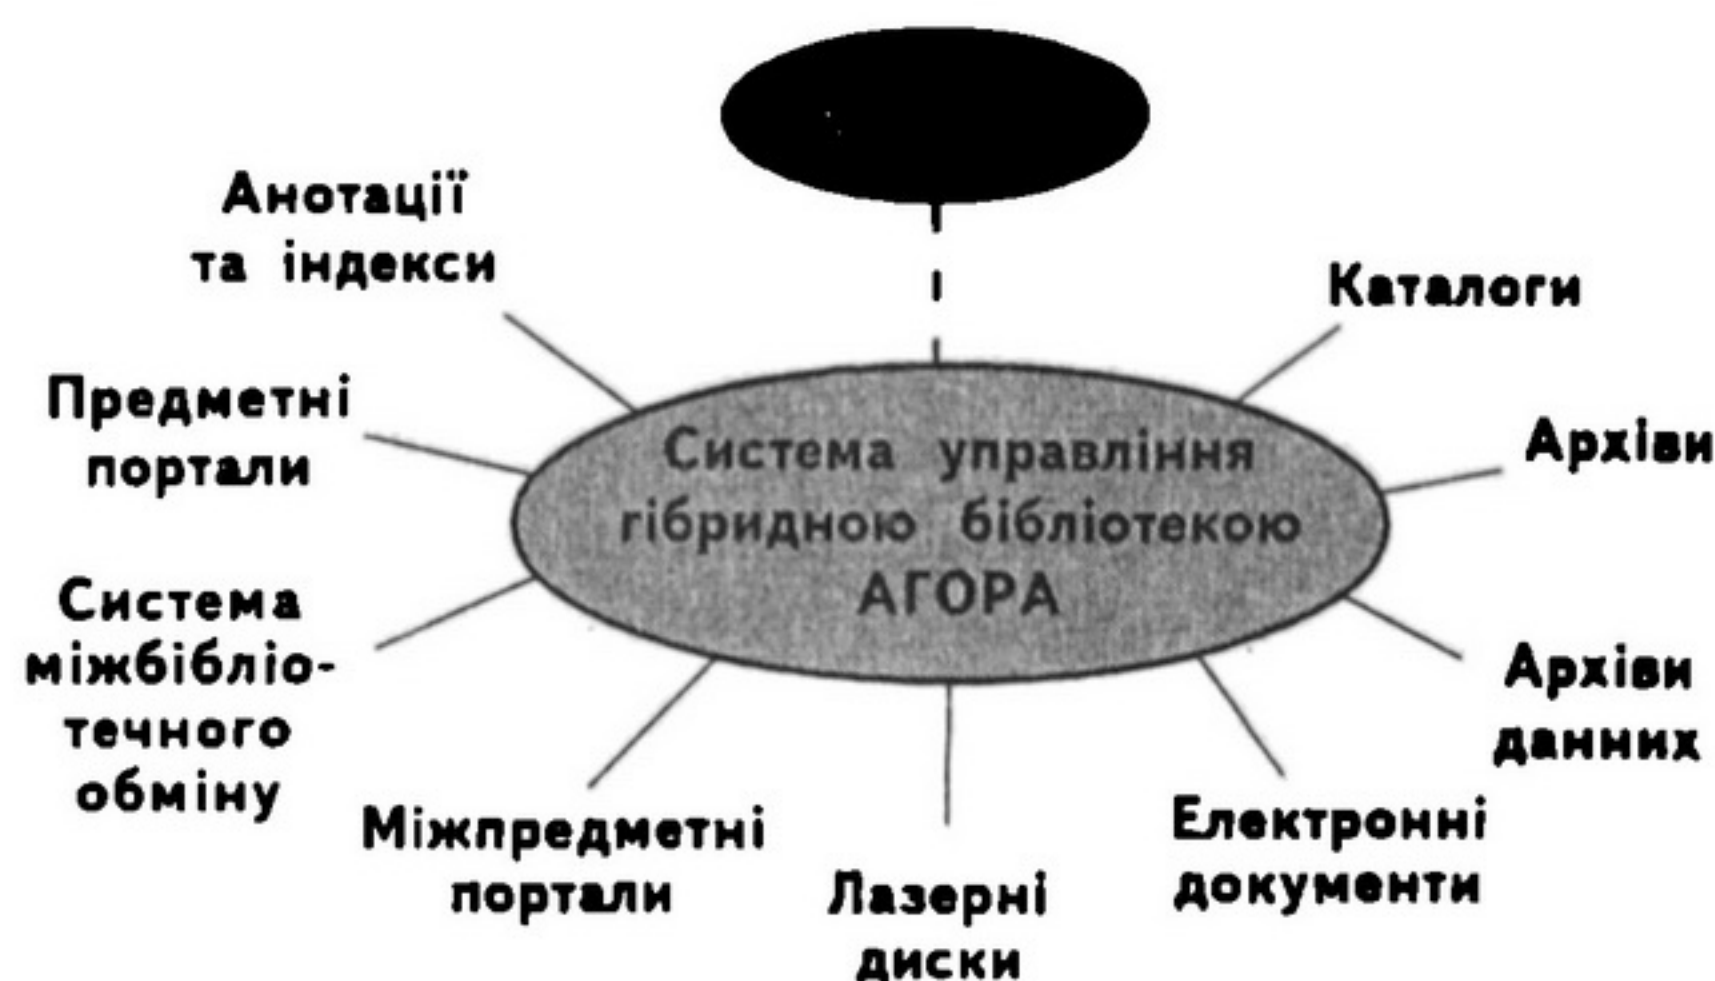 Анотації
та індекси
Каталоги
Предметні
портали
Архіви
Система управління
гібридною бібліотекою
АГОРА
Система
міжбібліо-
течного
обміну
Архіви
данних
Міжпредметні
портали
Лазерні
диски
Електронні
документи